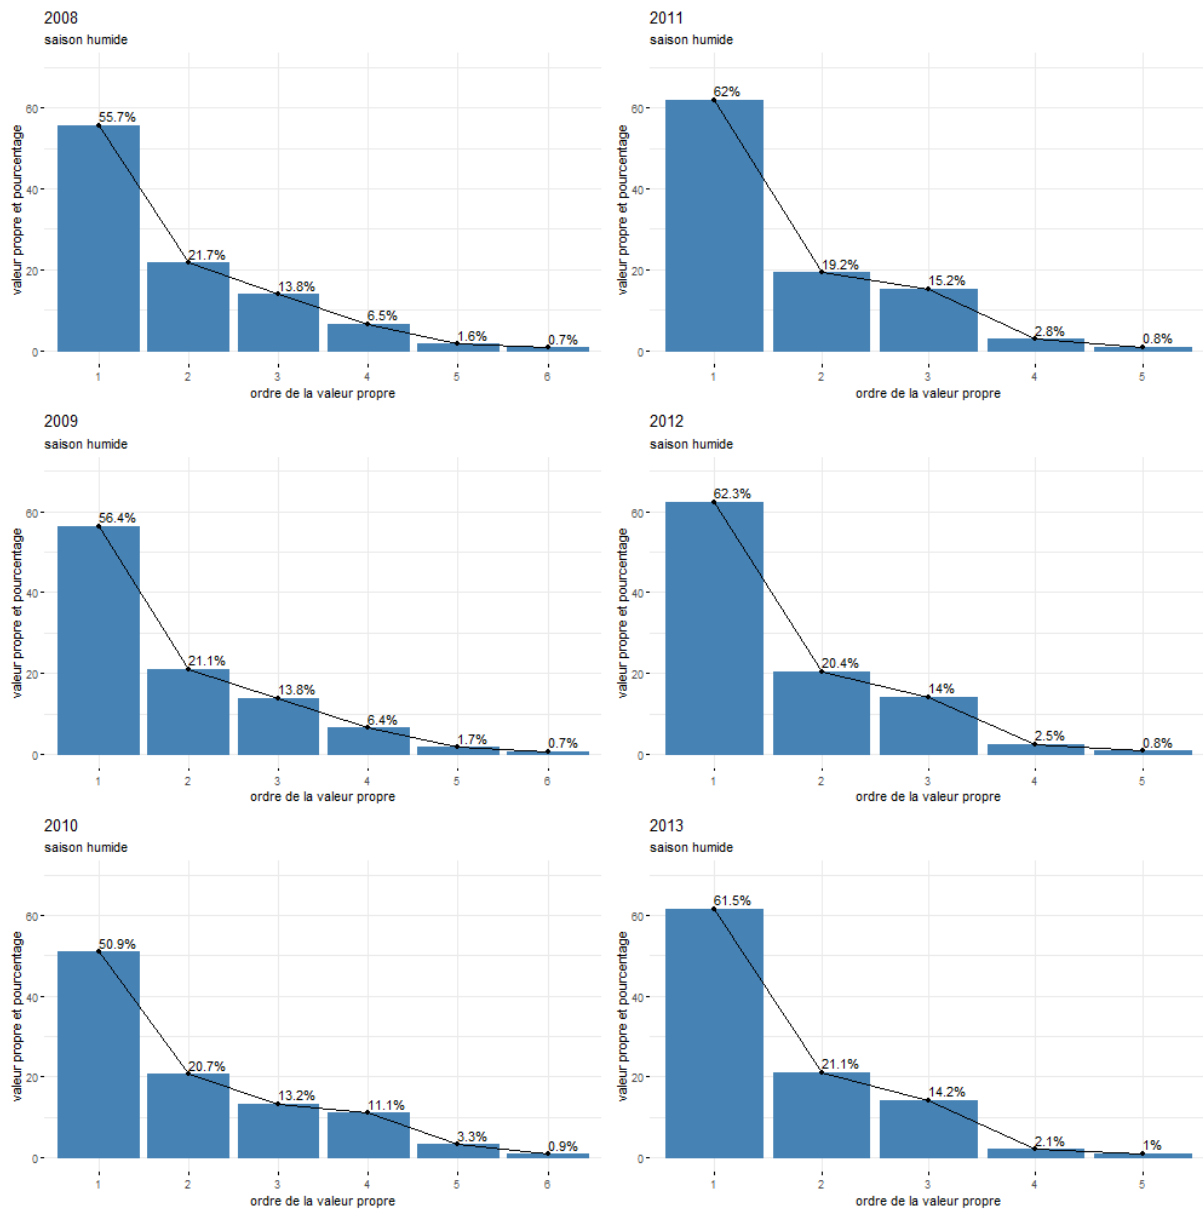 2008
saison humide
valeur propre et pourcentage
60
40
20
0
55.7%
21.7%
13.8%
6.5%
1.6%
0.7%
1 2 3 4 5 6
ordre de la valeur propre
2011
saison humide
valeur propre et pourcentage
60
40
20
0
62%
19.2%
15.2%
2.8%
0.8%
1 2 3 4 5
ordre de la valeur propre
2009
saison humide
valeur propre et pourcentage
60
40
20
0
56.4%
21.1%
13.8%
6.4%
1.7%
0.7%
1 2 3 4 5 6
ordre de la valeur propre
2012
saison humide
valeur propre et pourcentage
60
40
20
0
62.3%
20.4%
14%
2.5%
0.8%
1 2 3 4 5
ordre de la valeur propre
2010
saison humide
valeur propre et pourcentage
60
40
20
0
50.9%
20.7%
13.2%
11.1%
3.3%
0.9%
1 2 3 4 5 6
ordre de la valeur propre
2013
saison humide
valeur propre et pourcentage
60
40
20
0
61.5%
21.1%
14.2%
2.1%
1%
1 2 3 4 5
ordre de la valeur propre